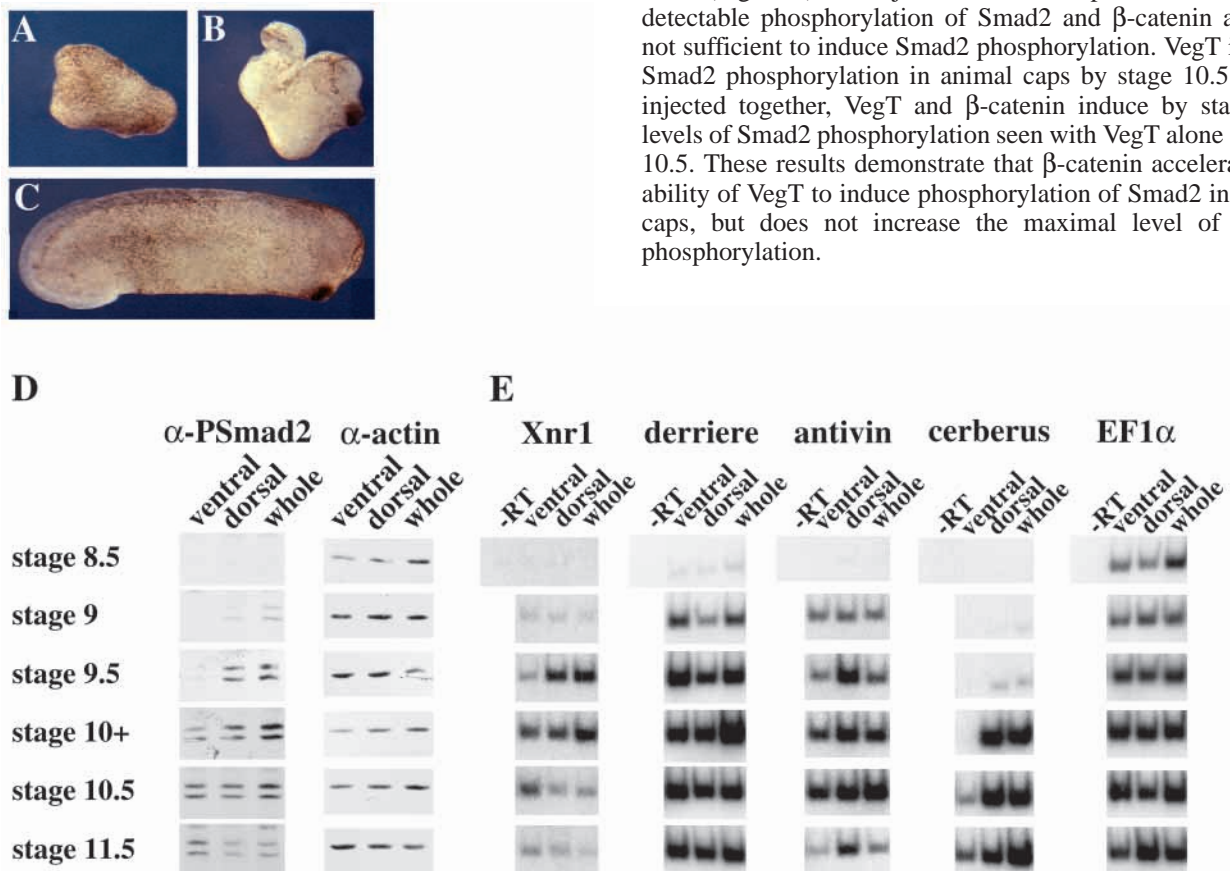 detectable phosphorylation of Smad2 and β-catenin a
not sufficient to induce Smad2 phosphorylation. VegT
Smad2 phosphorylation in animal caps by stage 10.5
injected together, VegT and β-catenin induce by sta
levels of Smad2 phosphorylation seen with VegT alone
10.5. These results demonstrate that β-catenin accelera
ability of VegT to induce phosphorylation of Smad2 in
caps, but does not increase the maximal level of
phosphorylation.
A
B
C
D
E
α-PSmad2 α-actin Xnr1 derriere antivin cerberus EF1α
ventral dorsal whole ventral dorsal whole -RT ventral dorsal whole -RT ventral dorsal whole -RT ventral dorsal whole -RT ventral dorsal whole -RT ventral dorsal whole
stage 8.5
stage 9
stage 9.5
stage 10+
stage 10.5
stage 11.5